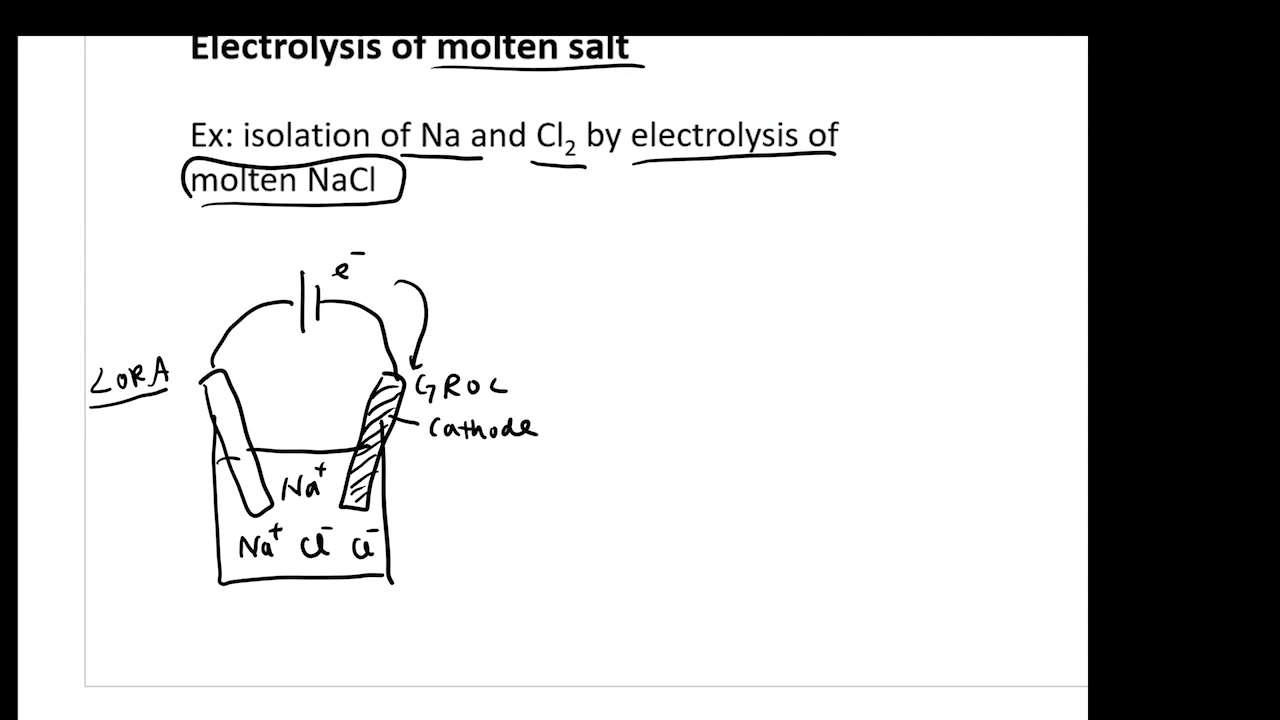 Electrolysis of molten salt
Ex: isolation of Na and Cl₂ by electrolysis of
molten NaCl
e⁻
LORA
GROC
Cathode
Na⁺
Na⁺ Cl⁻ Cl⁻